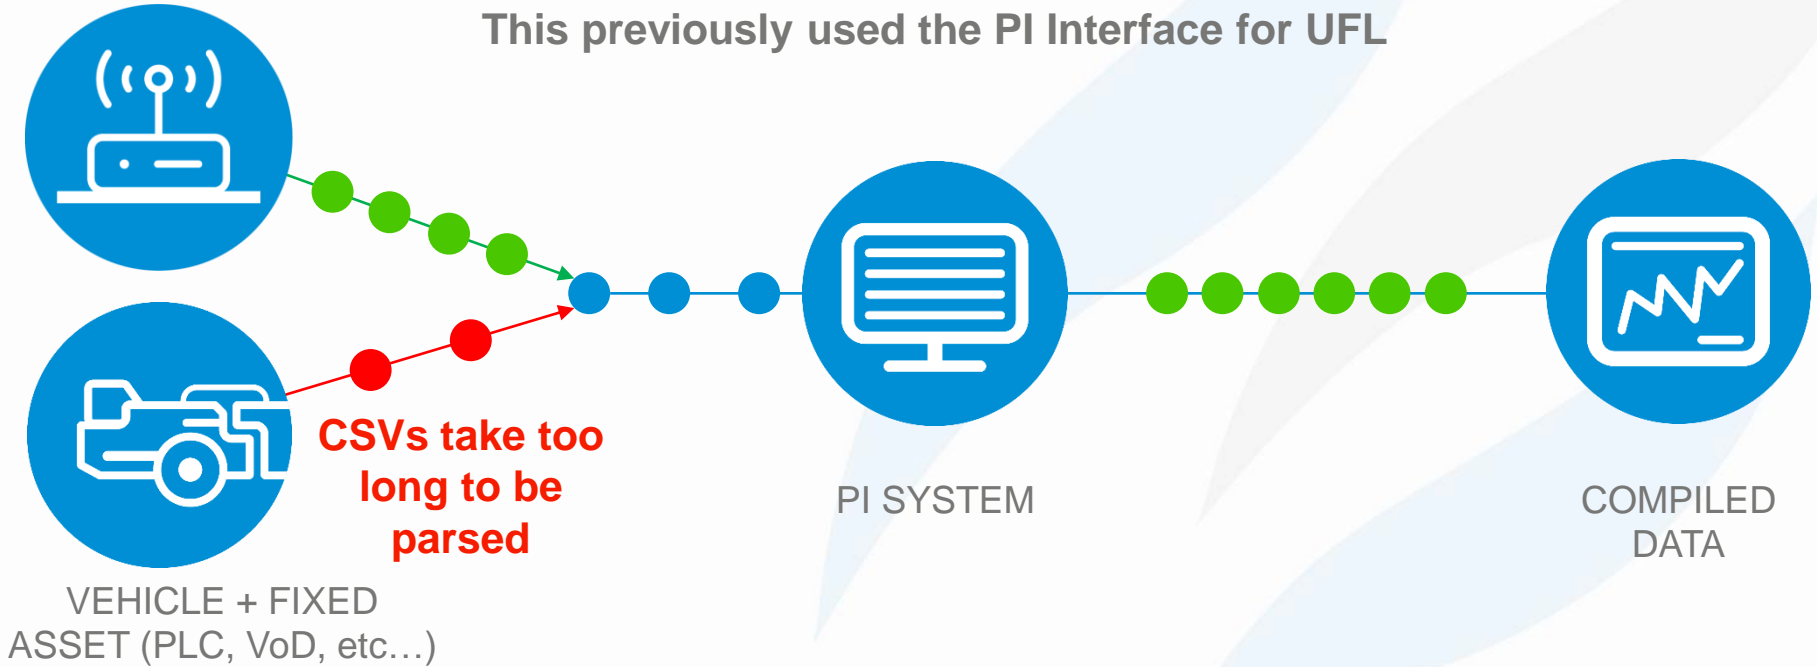 This previously used the PI Interface for UFL
CSVs take too
long to be
parsed
VEHICLE + FIXED
ASSET (PLC, VoD, etc…)
PI SYSTEM
COMPILED
DATA